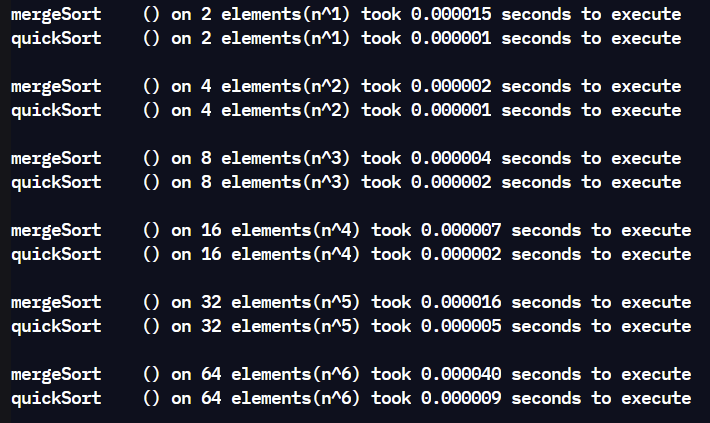 mergeSort    () on 2 elements(n^1) took 0.000015 seconds to execute
quickSort    () on 2 elements(n^1) took 0.000001 seconds to execute
mergeSort    () on 4 elements(n^2) took 0.000002 seconds to execute
quickSort    () on 4 elements(n^2) took 0.000001 seconds to execute
mergeSort    () on 8 elements(n^3) took 0.000004 seconds to execute
quickSort    () on 8 elements(n^3) took 0.000002 seconds to execute
mergeSort    () on 16 elements(n^4) took 0.000007 seconds to execute
quickSort    () on 16 elements(n^4) took 0.000002 seconds to execute
mergeSort    () on 32 elements(n^5) took 0.000016 seconds to execute
quickSort    () on 32 elements(n^5) took 0.000005 seconds to execute
mergeSort    () on 64 elements(n^6) took 0.000040 seconds to execute
quickSort    () on 64 elements(n^6) took 0.000009 seconds to execute